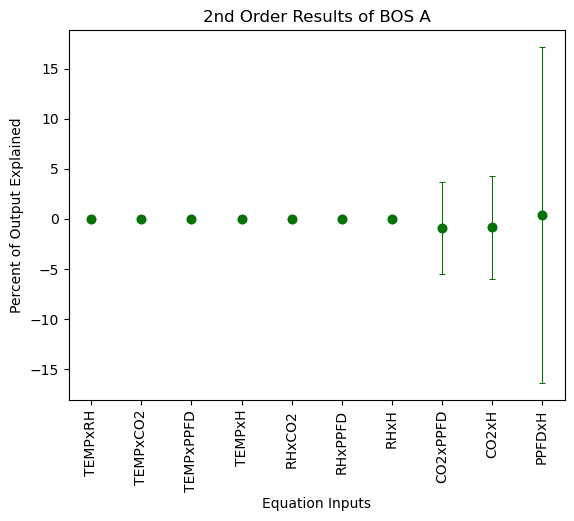 2nd Order Results of BOS A
Percent of Output Explained
15
10
5
0
−5
−10
−15
TEMPxRH
TEMPxCO2
TEMPxPPFD
TEMPxH
RHxCO2
RHxPPFD
RHxH
CO2xPPFD
CO2xH
PPFDxH
Equation Inputs